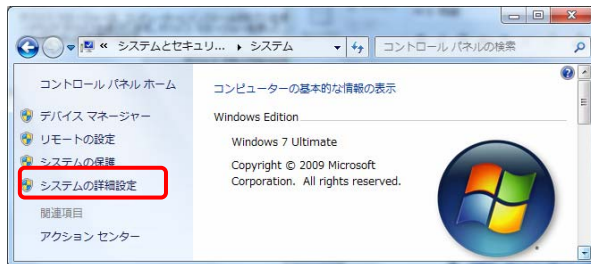 « システムとセキュリ... ▸ システム
コントロール パネルの検索
コントロール パネル ホーム
デバイス マネージャー
リモートの設定
システムの保護
システムの詳細設定
関連項目
アクション センター
コンピューターの基本的な情報の表示
Windows Edition
Windows 7 Ultimate
Copyright © 2009 Microsoft
Corporation. All rights reserved.